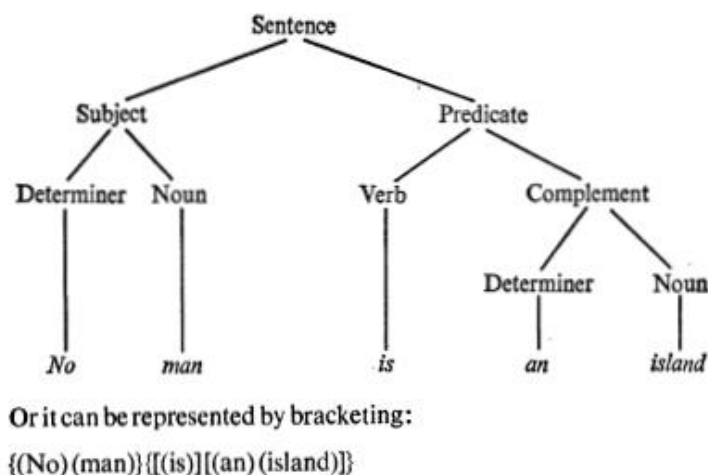 Sentence
Subject Predicate
Determiner Noun Verb Complement
Determiner Noun
No man is an island
Or it can be represented by bracketing:
{(No) (man)}{[(is)][(an) (island)]}